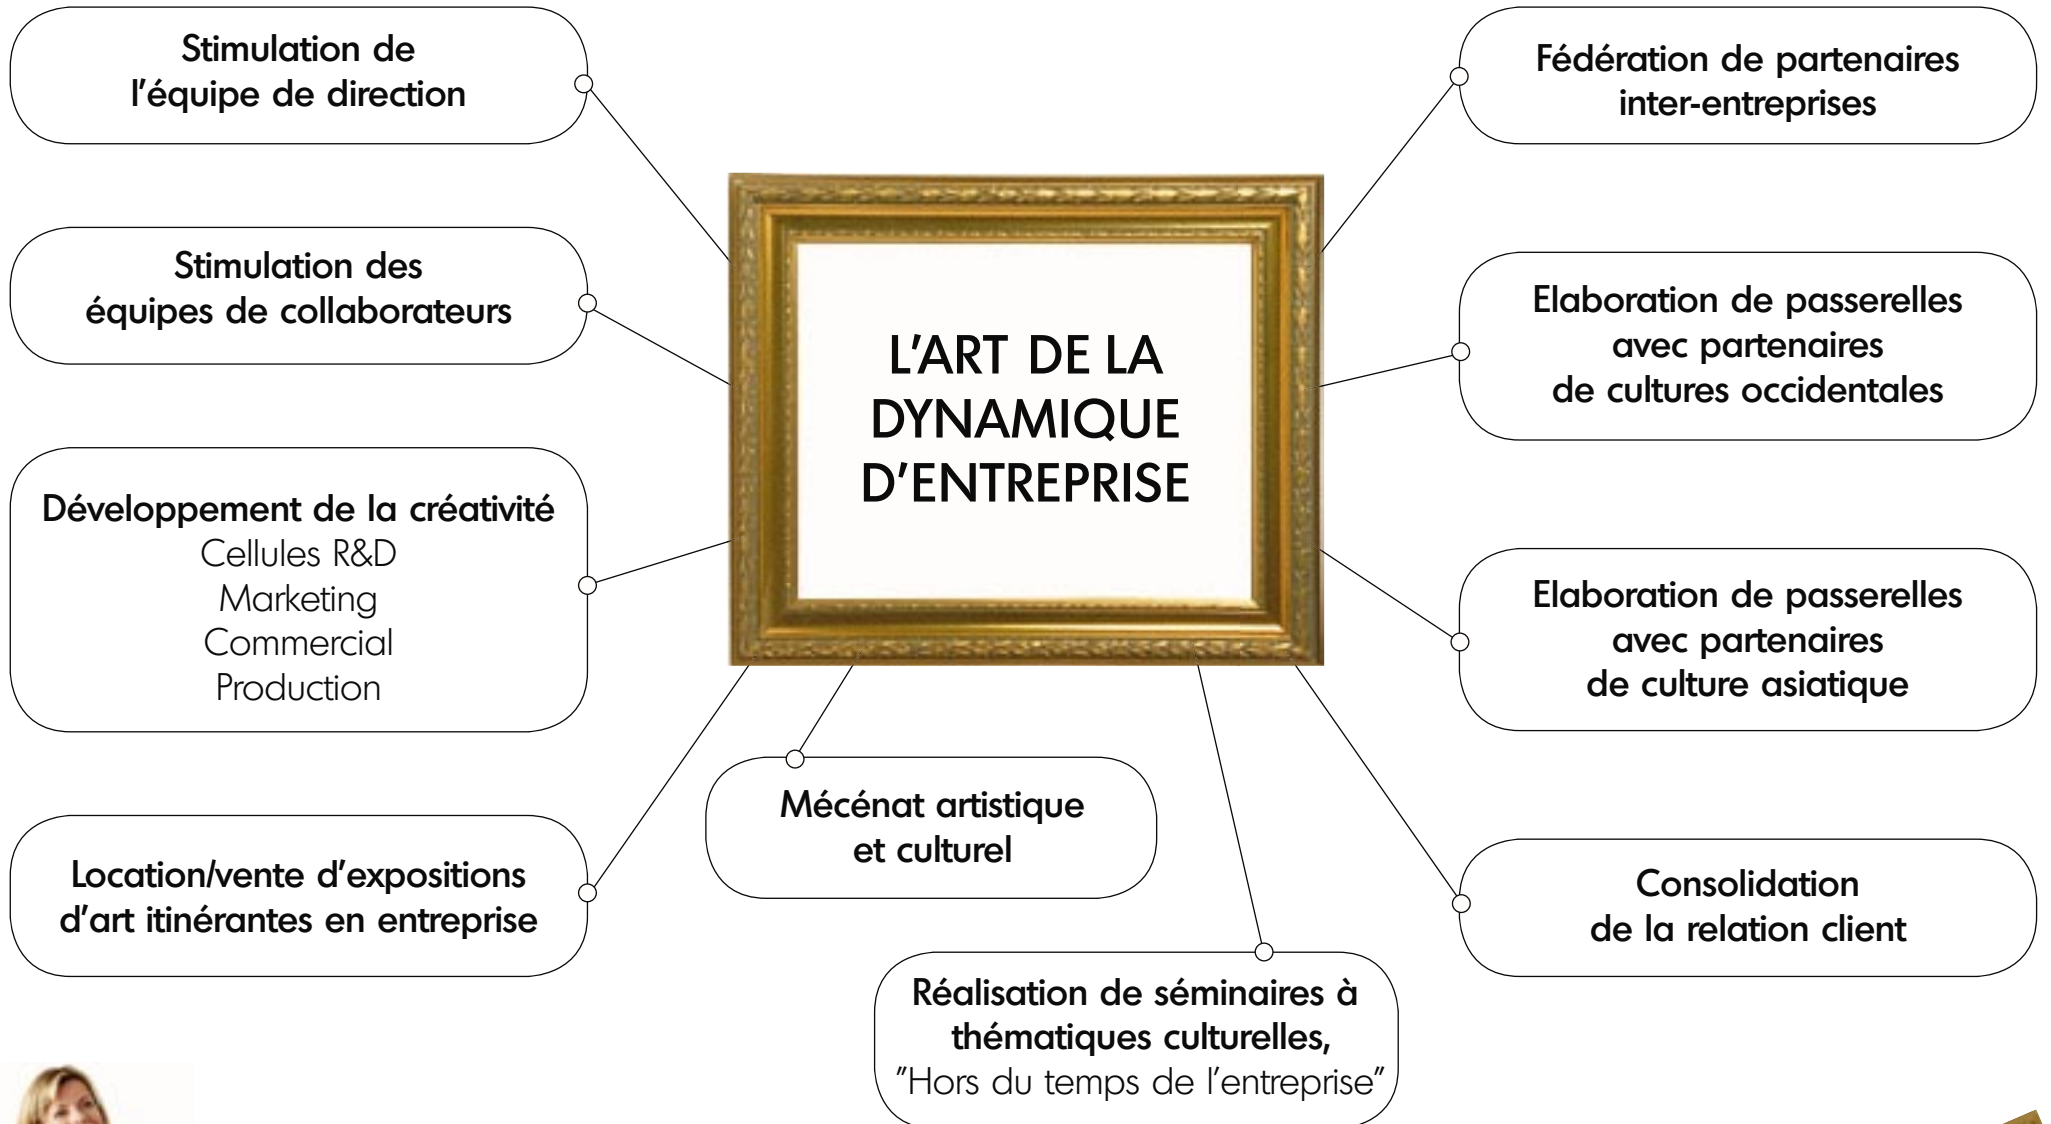 Stimulation de
l'équipe de direction
Fédération de partenaires
inter-entreprises
Stimulation des
équipes de collaborateurs
Elaboration de passerelles
avec partenaires
de cultures occidentales
L'ART DE LA
DYNAMIQUE
D'ENTREPRISE
Développement de la créativité
Cellules R&D
Marketing
Commercial
Production
Elaboration de passerelles
avec partenaires
de culture asiatique
Location/vente d'expositions
d'art itinérantes en entreprise
Mécénat artistique
et culturel
Consolidation
de la relation client
Réalisation de séminaires à
thématiques culturelles,
"Hors du temps de l'entreprise"